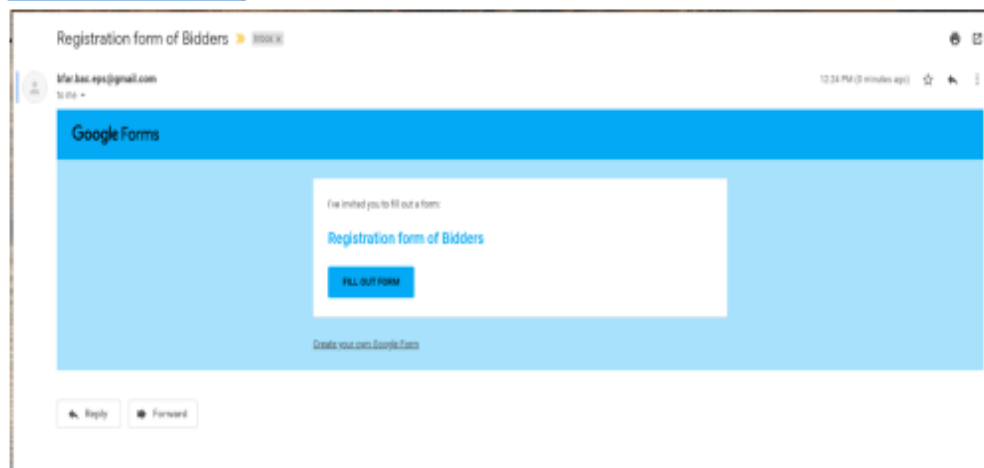 Registration form of Bidders
Inbox x
bfar.bac.eps@gmail.com
12:24 PM (0 minutes ago)
to me
Google Forms
I've invited you to fill out a form:
Registration form of Bidders
FILL OUT FORM
Create your own Google Form
Reply
Forward